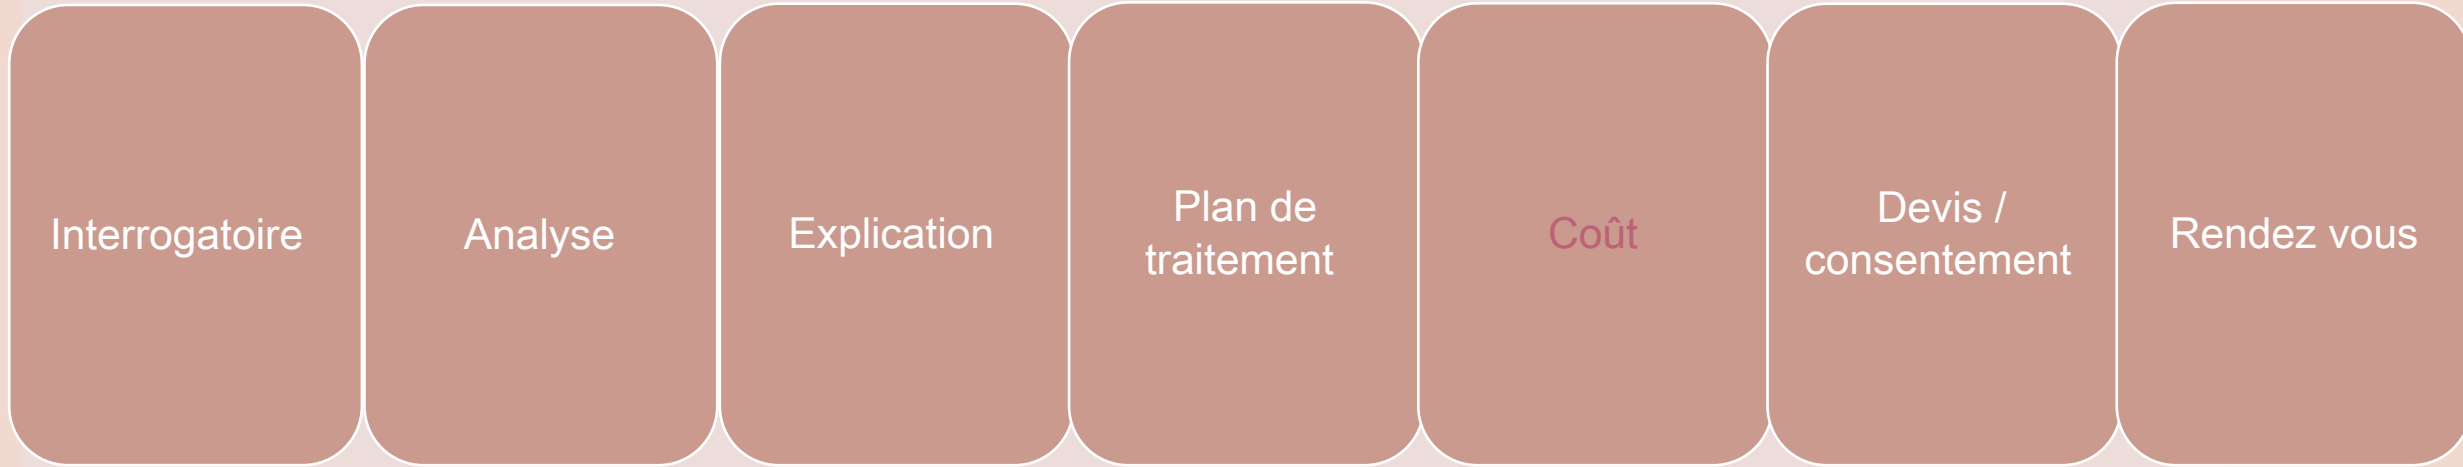 Interrogatoire
Analyse
Explication
Plan de
traitement
Coût
Devis /
consentement
Rendez vous